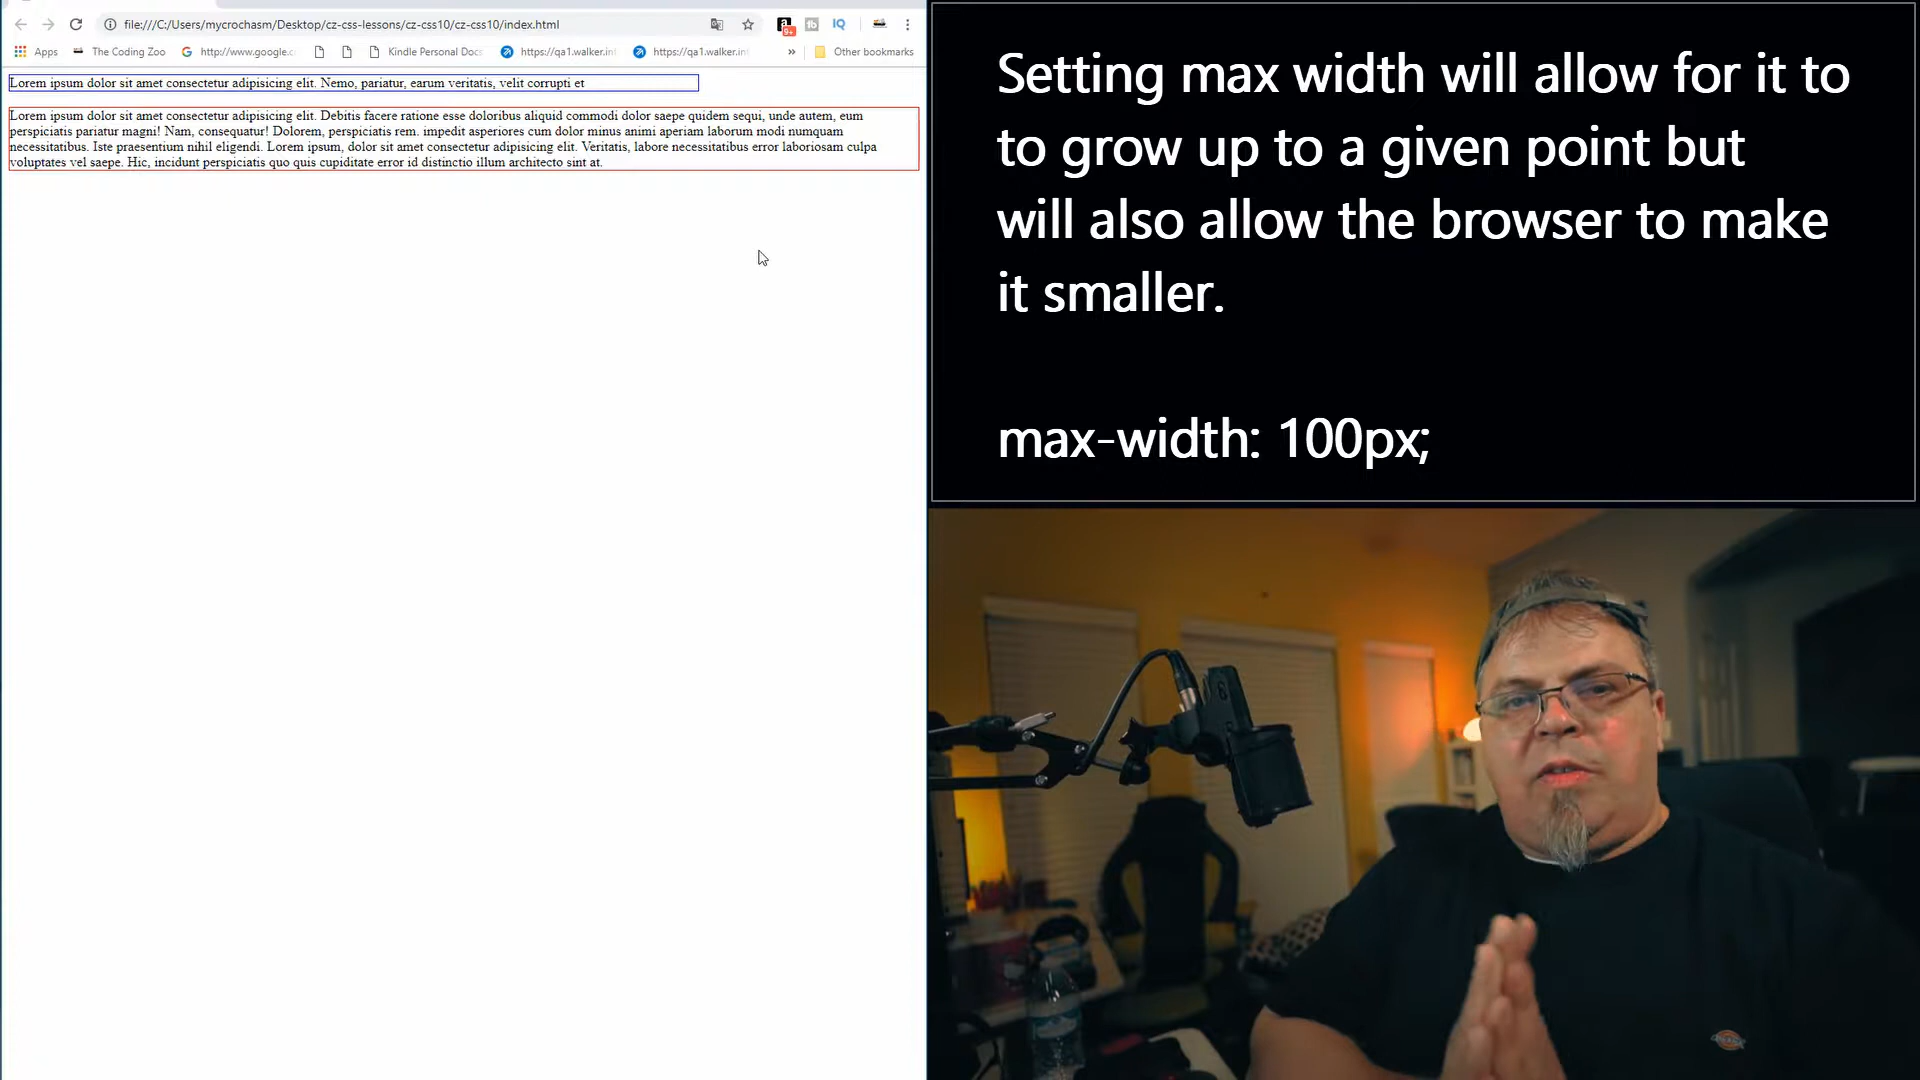 file:///C:/Users/mycrochasm/Desktop/cz-css-lessons/cz-css10/cz-css10/index.html
9+
IQ
Apps
The Coding Zoo
http://www.google.c
Kindle Personal Doc
https://qa1.walker.in
https://qa1.walker.in
»
Other bookmarks
Lorem ipsum dolor sit amet consectetur adipisicing elit. Nemo, pariatur, earum veritatis, velit corrupti et
Lorem ipsum dolor sit amet consectetur adipisicing elit. Debitis facere ratione esse doloribus aliquid commodi dolor saepe quidem sequi, unde autem, eum
perspiciatis pariatur magni! Nam, consequatur! Dolorem, perspiciatis rem. impedit asperiores cum dolor minus animi aperiam laborum modi numquam
necessitatibus. Iste praesentium nihil eligendi. Lorem ipsum, dolor sit amet consectetur adipisicing elit. Veritatis, labore necessitatibus error laboriosam culpa
voluptates vel saepe. Hic, incidunt perspiciatis quo quis cupiditate error id distinctio illum architecto sint at.
Setting max width will allow for it to
to grow up to a given point but
will also allow the browser to make
it smaller.
max-width: 100px;